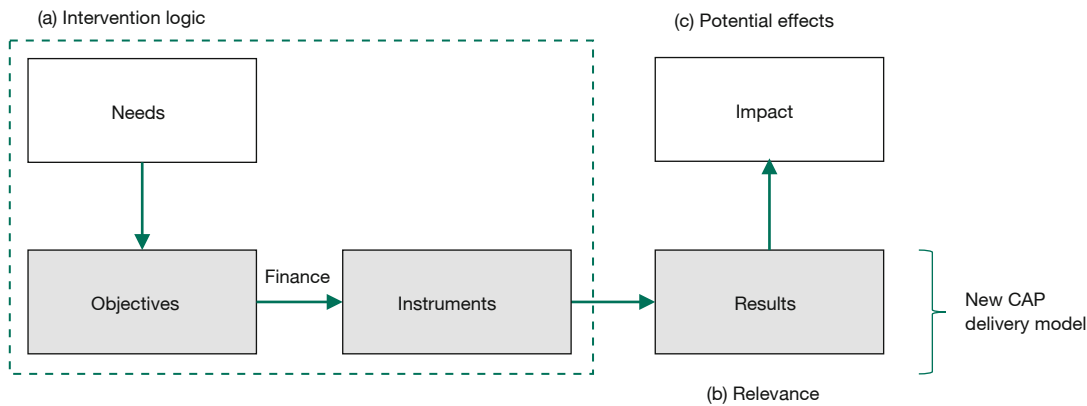 (a) Intervention logic
(c) Potential effects
Needs
Impact
Finance
Objectives
Instruments
Results
New CAP
delivery model
(b) Relevance